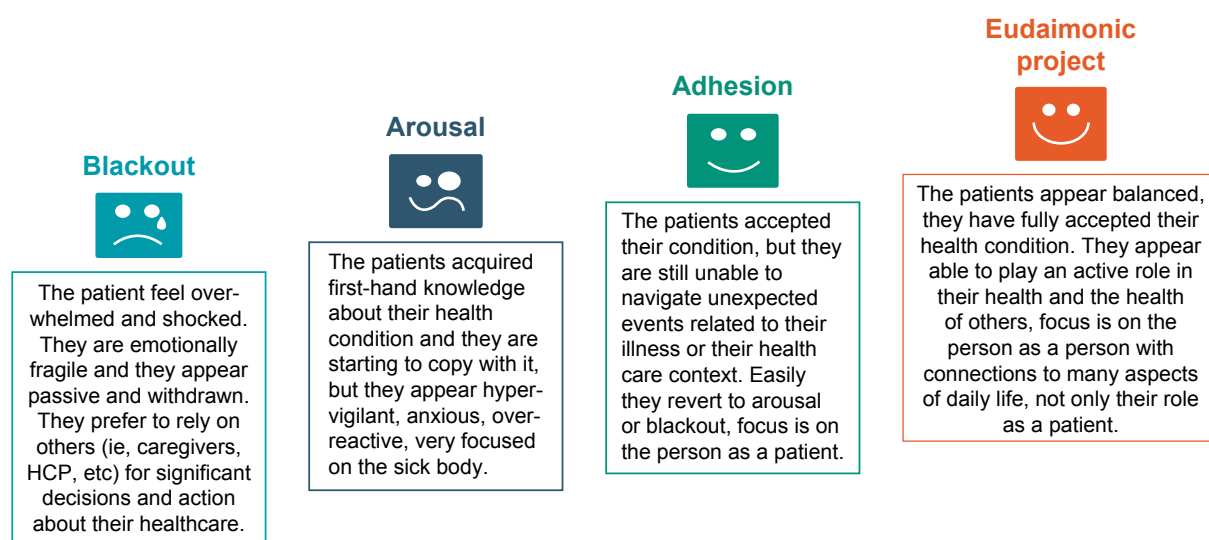 Blackout
The patient feel over-
whelmed and shocked.
They are emotionally
fragile and they appear
passive and withdrawn.
They prefer to rely on
others (ie, caregivers,
HCP, etc) for significant
decisions and action
about their healthcare.
Arousal
The patients acquired
first-hand knowledge
about their health
condition and they are
starting to copy with it,
but they appear hyper-
vigilant, anxious, over-
reactive, very focused
on the sick body.
Adhesion
The patients accepted
their condition, but they
are still unable to
navigate unexpected
events related to their
illness or their health
care context. Easily
they revert to arousal
or blackout, focus is on
the person as a patient.
Eudaimonic
project
The patients appear balanced,
they have fully accepted their
health condition. They appear
able to play an active role in
their health and the health
of others, focus is on the
person as a person with
connections to many aspects
of daily life, not only their role
as a patient.